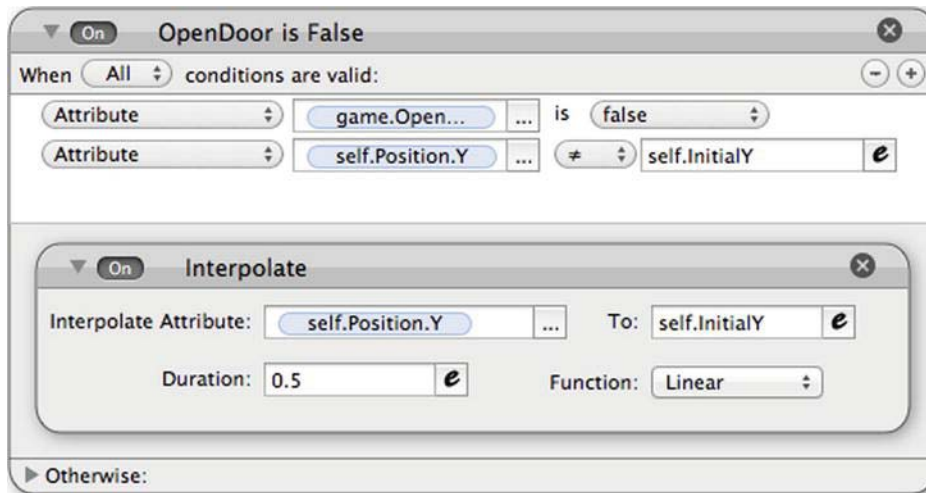 On OpenDoor is False
When All conditions are valid:
Attribute game.Open... ... is false
Attribute self.Position.Y ... ≠ self.InitialY e
On Interpolate
Interpolate Attribute: self.Position.Y ... To: self.InitialY e
Duration: 0.5 e Function: Linear
Otherwise: